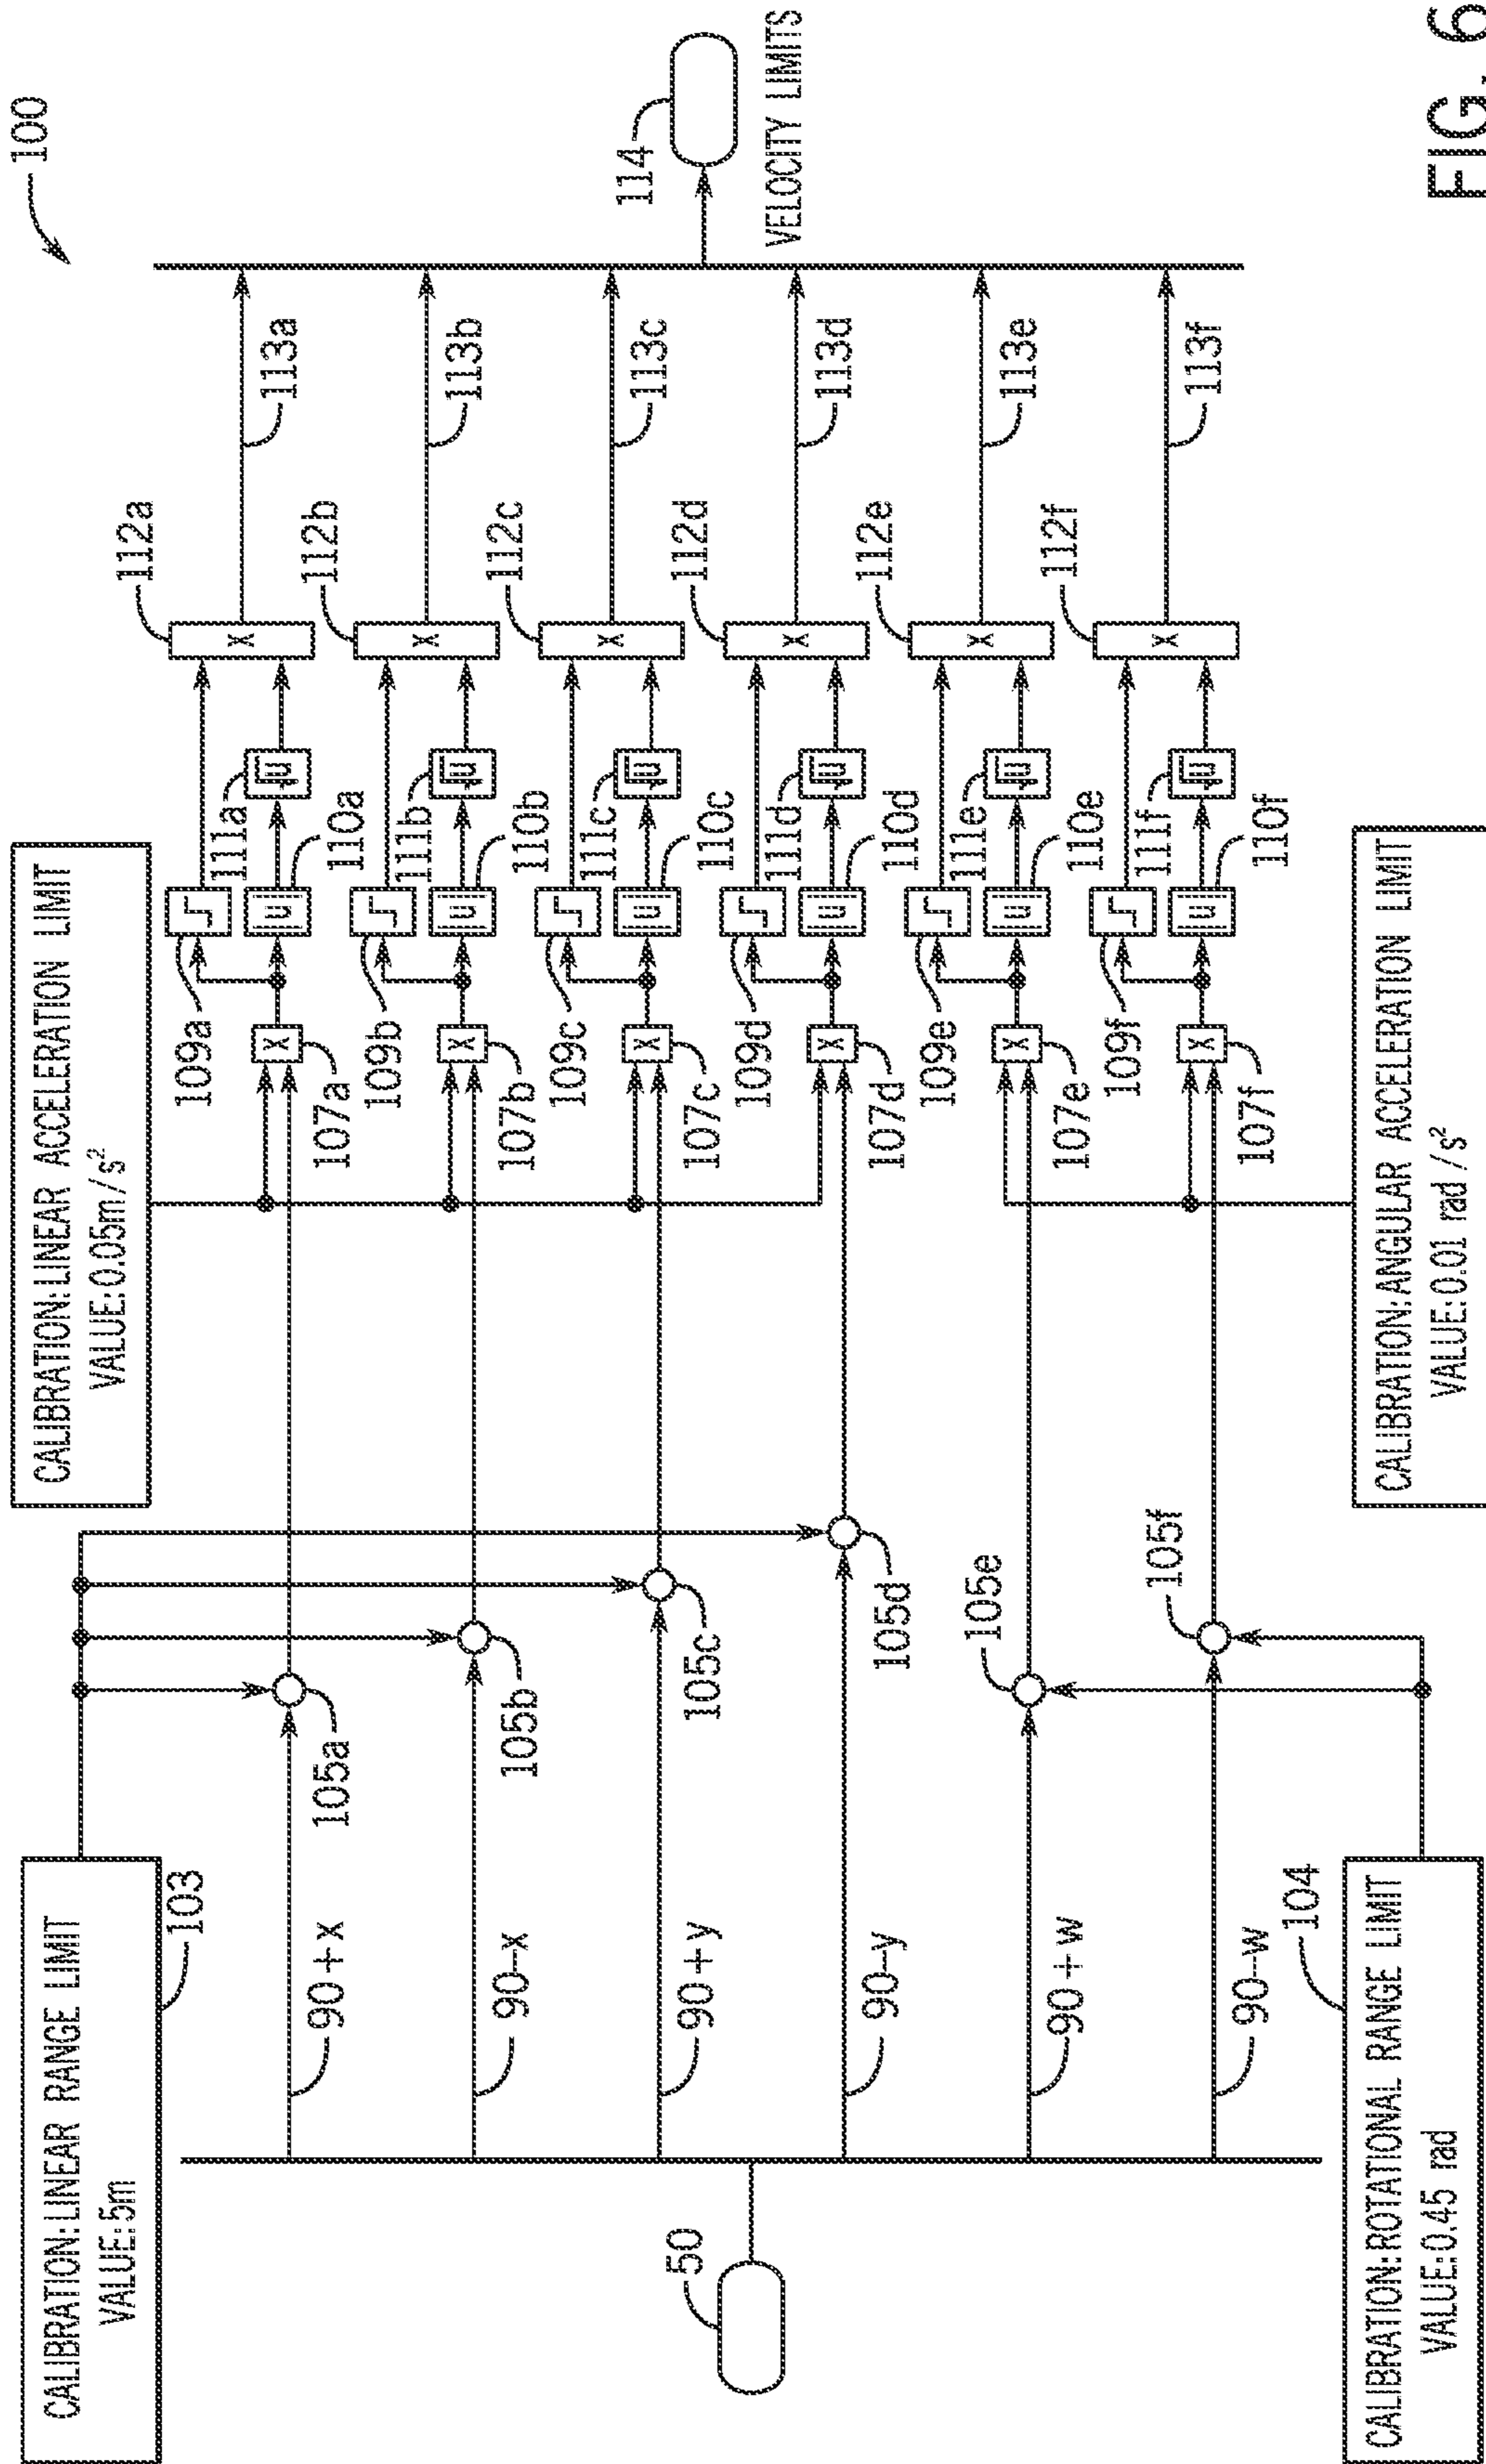 100
CALIBRATION:LINEAR RANGE LIMIT
VALUE:5m
103
CALIBRATION:LINEAR ACCELERATION LIMIT
VALUE:0.05m/s²
50
90+x
90-x
90+y
90-y
90+w
90-w
105a
105b
105c
105d
105e
105f
107a
107b
107c
107d
107e
107f
109a
109b
109c
109d
109e
109f
|u|
|u|
|u|
|u|
|u|
|u|
110a
110b
110c
110d
110e
110f
√u
√u
√u
√u
√u
√u
111a
111b
111c
111d
111e
111f
X
X
X
X
X
X
X
X
X
X
X
X
112a
112b
112c
112d
112e
112f
113a
113b
113c
113d
113e
113f
114
VELOCITY LIMITS
104
CALIBRATION:ROTATIONAL RANGE LIMIT
VALUE:0.45 rad
CALIBRATION:ANGULAR ACCELERATION LIMIT
VALUE:0.01 rad/s²
FIG. 6